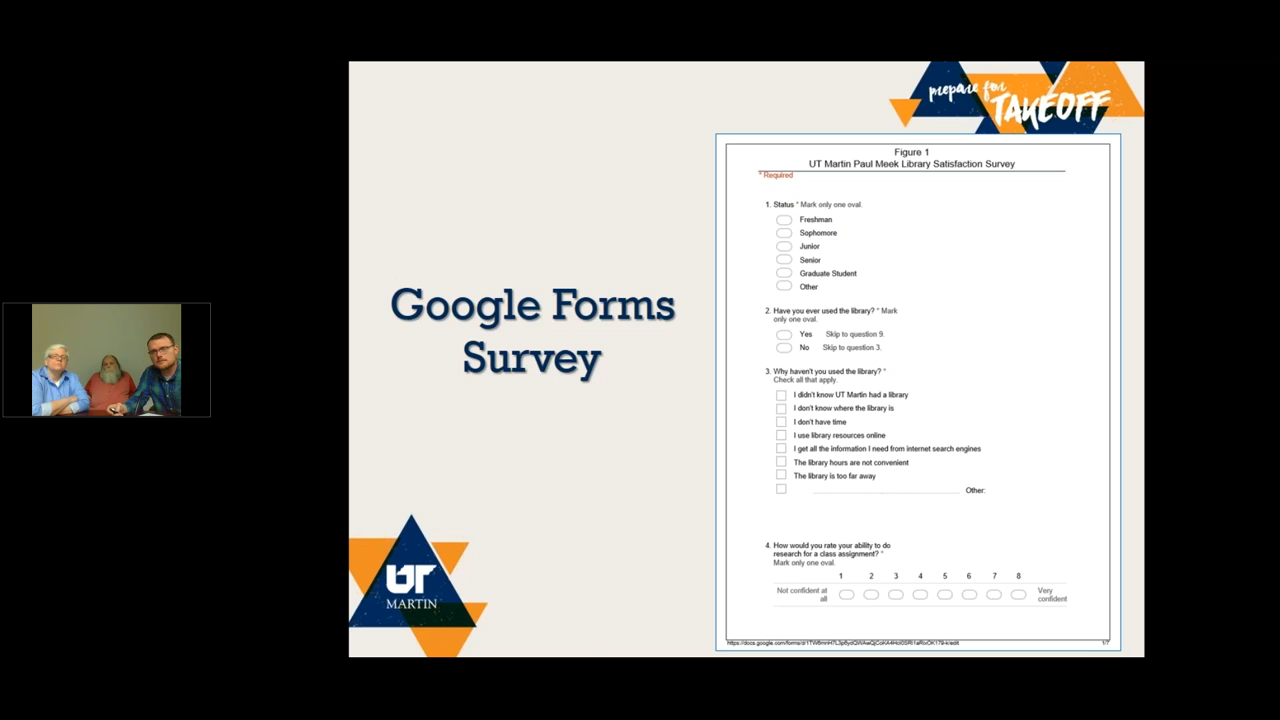 prepare for
TAKEOFF
Google Forms
Survey
UT
MARTIN
Figure 1
UT Martin Paul Meek Library Satisfaction Survey
* Required
1. Status * Mark only one oval.
Freshman
Sophomore
Junior
Senior
Graduate Student
Other
2. Have you ever used the library? * Mark
only one oval.
Yes Skip to question 9.
No Skip to question 3.
3. Why haven't you used the library? *
Check all that apply.
I didn't know UT Martin had a library
I don't know where the library is
I don't have time
I use library resources online
I get all the information I need from internet search engines
The library hours are not convenient
The library is too far away
Other:
4. How would you rate your ability to do
research for a class assignment? *
Mark only one oval.
1 2 3 4 5 6 7 8
Not confident at
all
Very
confident
1/7